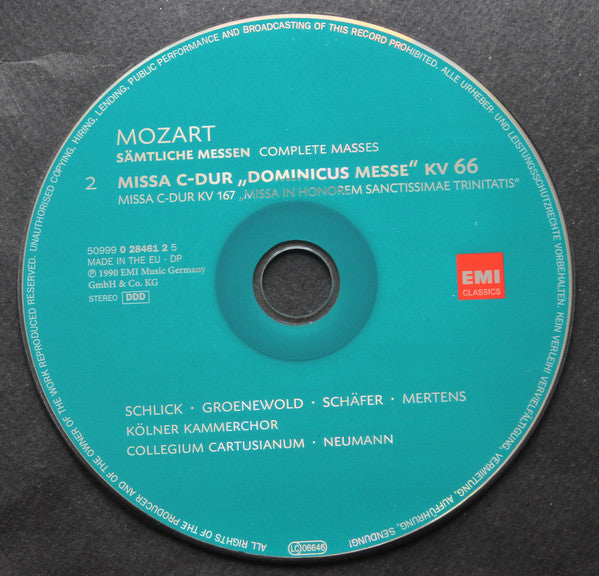 MOZART
SÄMTLICHE MESSEN COMPLETE MASSES
2 MISSA C-DUR „DOMINICUS MESSE“ KV 66
MISSA C-DUR KV 167 „MISSA IN HONOREM SANCTISSIMAE TRINITATIS“
50999 0 28461 2 5
MADE IN THE EU · DP
℗ 1990 EMI Music Germany
GmbH & Co. KG
STEREO DDD
EMI
CLASSICS
SCHLICK · GROENEWOLD · SCHÄFER · MERTENS
KÖLNER KAMMERCHOR
COLLEGIUM CARTUSIANUM · NEUMANN
ALL RIGHTS OF THE PRODUCER AND OF THE OWNER OF THE WORK REPRODUCED RESERVED. UNAUTHORISED COPYING, HIRING, LENDING, PUBLIC PERFORMANCE AND BROADCASTING OF THIS RECORD PROHIBITED. ALLE URHEBER- UND LEISTUNGSSCHUTZRECHTE VORBEHALTEN. KEIN VERLEIH! VERVIELFÄLTIGUNG, VERMIETUNG, AUFFÜHRUNG, SENDUNG!
LC 06646